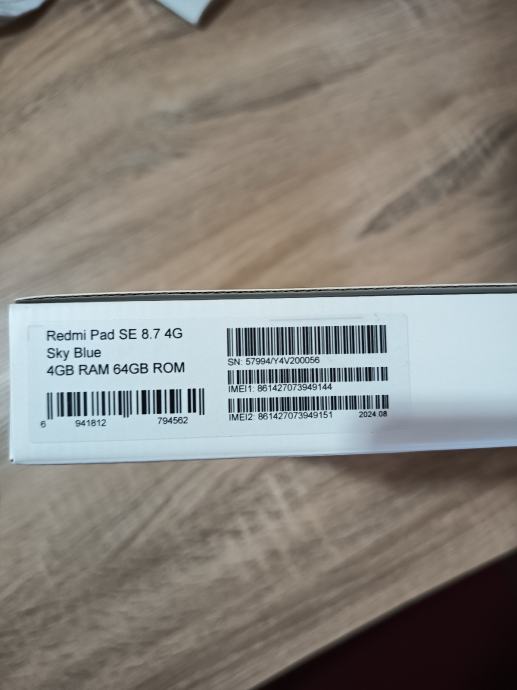 Redmi Pad SE 8.7 4G
Sky Blue
4GB RAM 64GB ROM
6 941812 794562
SN: 57994/Y4V200056
IMEI1: 861427073949144
IMEI2: 861427073949151 2024.08